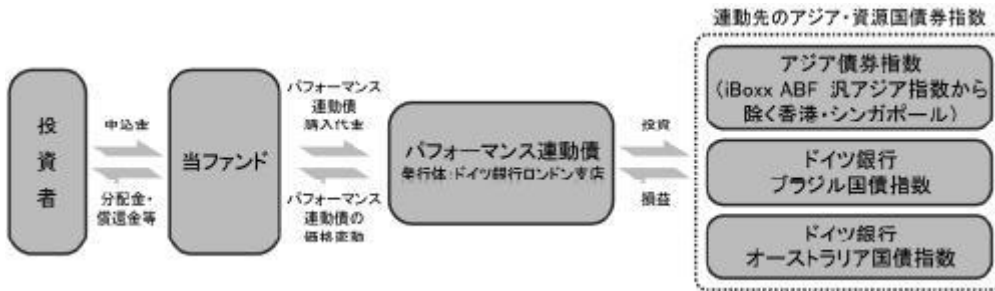 連動先のアジア・資源国債券指数
投
資
者
申込金
分配金・
償還金等
当ファンド
パフォーマンス
連動債
購入代金
パフォーマンス
連動債の
価格変動
パフォーマンス連動債
発行体：ドイツ銀行ロンドン支店
投資
損益
アジア債券指数
（iBoxx ABF 汎アジア指数から
除く香港・シンガポール）
ドイツ銀行
ブラジル国債指数
ドイツ銀行
オーストラリア国債指数